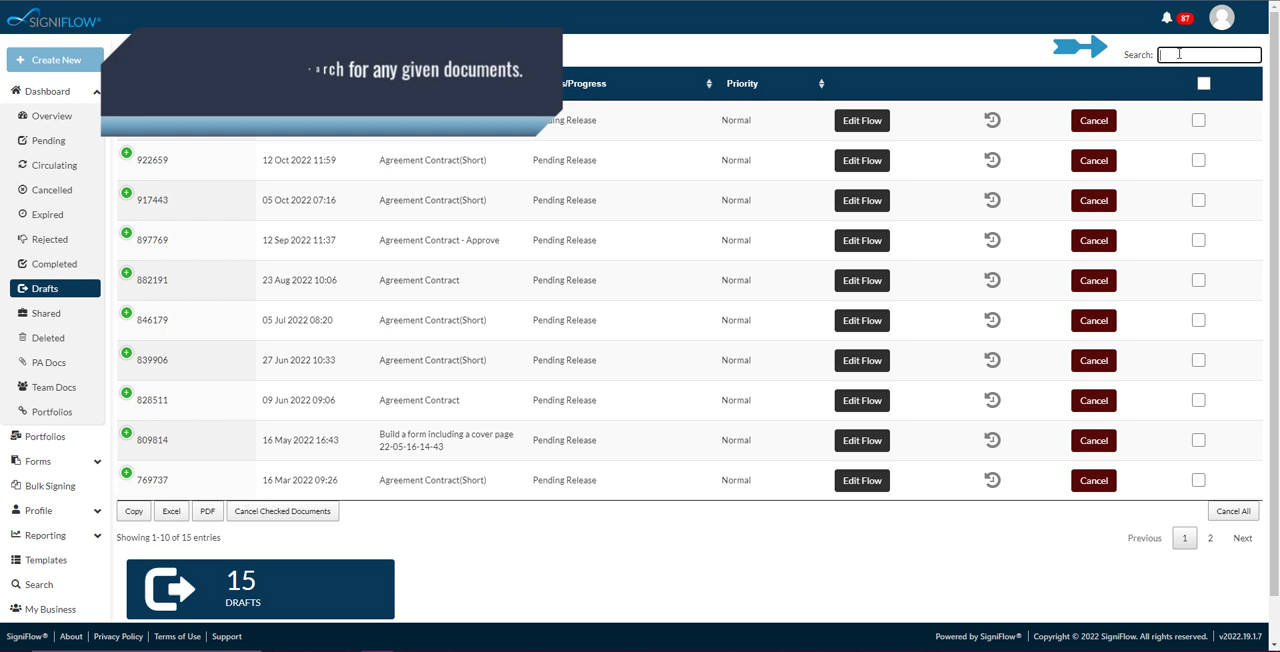 SIGNIFLOW®
87
+ Create New
for any given documents.
Search:
Dashboard
/Progress
Priority
Overview
Release
Normal
Edit Flow
Cancel
Pending
922659
12 Oct 2022 11:59
Agreement Contract(Short)
Pending Release
Normal
Edit Flow
Cancel
Circulating
Cancelled
917443
05 Oct 2022 07:16
Agreement Contract(Short)
Pending Release
Normal
Edit Flow
Cancel
Expired
Rejected
897769
12 Sep 2022 11:37
Agreement Contract - Approve
Pending Release
Normal
Edit Flow
Cancel
Completed
882191
23 Aug 2022 10:06
Agreement Contract
Pending Release
Normal
Edit Flow
Cancel
Drafts
Shared
846179
05 Jul 2022 08:20
Agreement Contract(Short)
Pending Release
Normal
Edit Flow
Cancel
Deleted
PA Docs
839906
27 Jun 2022 10:33
Agreement Contract(Short)
Pending Release
Normal
Edit Flow
Cancel
Team Docs
828511
09 Jun 2022 09:06
Agreement Contract
Pending Release
Normal
Edit Flow
Cancel
Portfolios
Portfolios
809814
16 May 2022 16:43
Build a form including a cover page
22-05-16-14-43
Pending Release
Normal
Edit Flow
Cancel
Forms
Bulk Signing
769737
16 Mar 2022 09:26
Agreement Contract(Short)
Pending Release
Normal
Edit Flow
Cancel
Profile
Copy
Excel
PDF
Cancel Checked Documents
Cancel All
Reporting
Showing 1-10 of 15 entries
Previous
1
2
Next
Templates
Search
My Business
15
DRAFTS
SigniFlow® | About | Privacy Policy | Terms of Use | Support
Powered by SigniFlow® | Copyright © 2022 SigniFlow. All rights reserved. | v2022.19.1.7